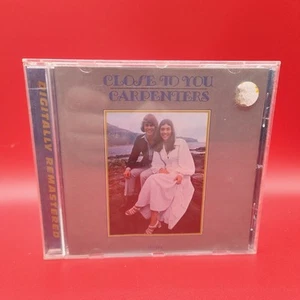 CLOSE TO YOU
CARPENTERS
DIGITALLY REMASTERED